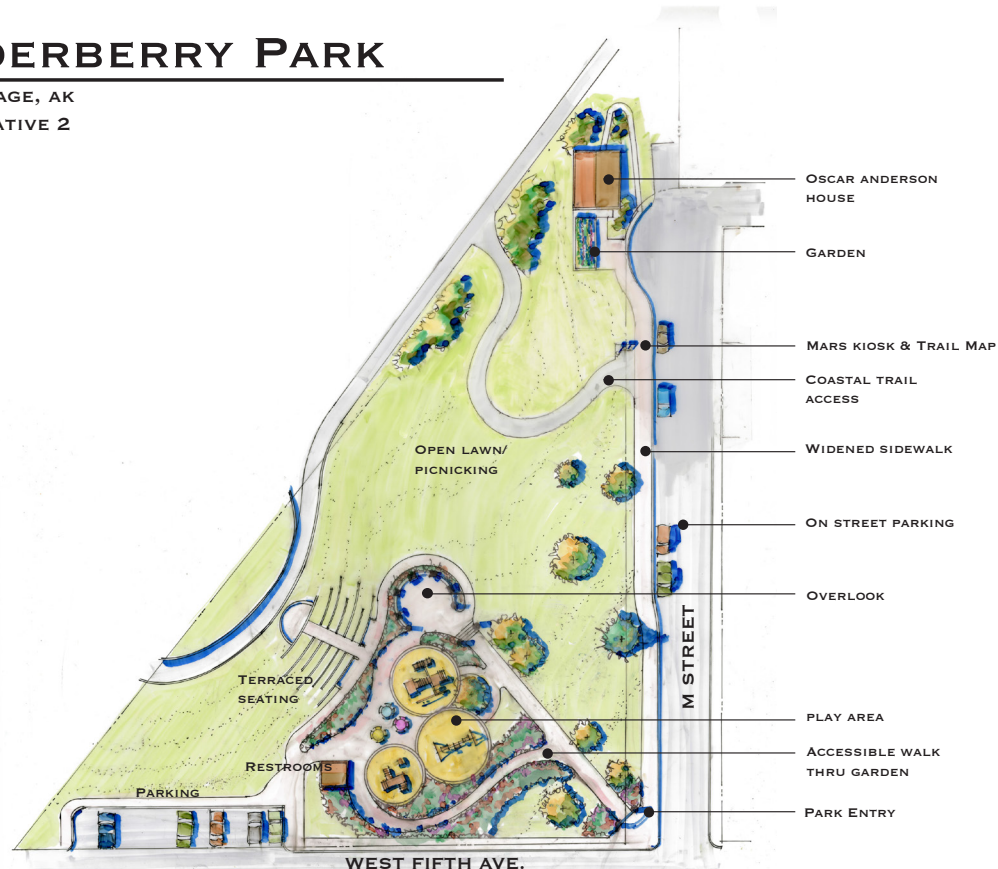 DERBERRY PARK
AGE, AK
ATIVE 2
OSCAR ANDERSON
HOUSE
GARDEN
MARS KIOSK & TRAIL MAP
COASTAL TRAIL
ACCESS
OPEN LAWN/
PICNICKING
WIDENED SIDEWALK
ON STREET PARKING
OVERLOOK
M STREET
TERRACED
SEATING
PLAY AREA
ACCESSIBLE WALK
THRU GARDEN
RESTROOMS
PARKING
PARK ENTRY
WEST FIFTH AVE.